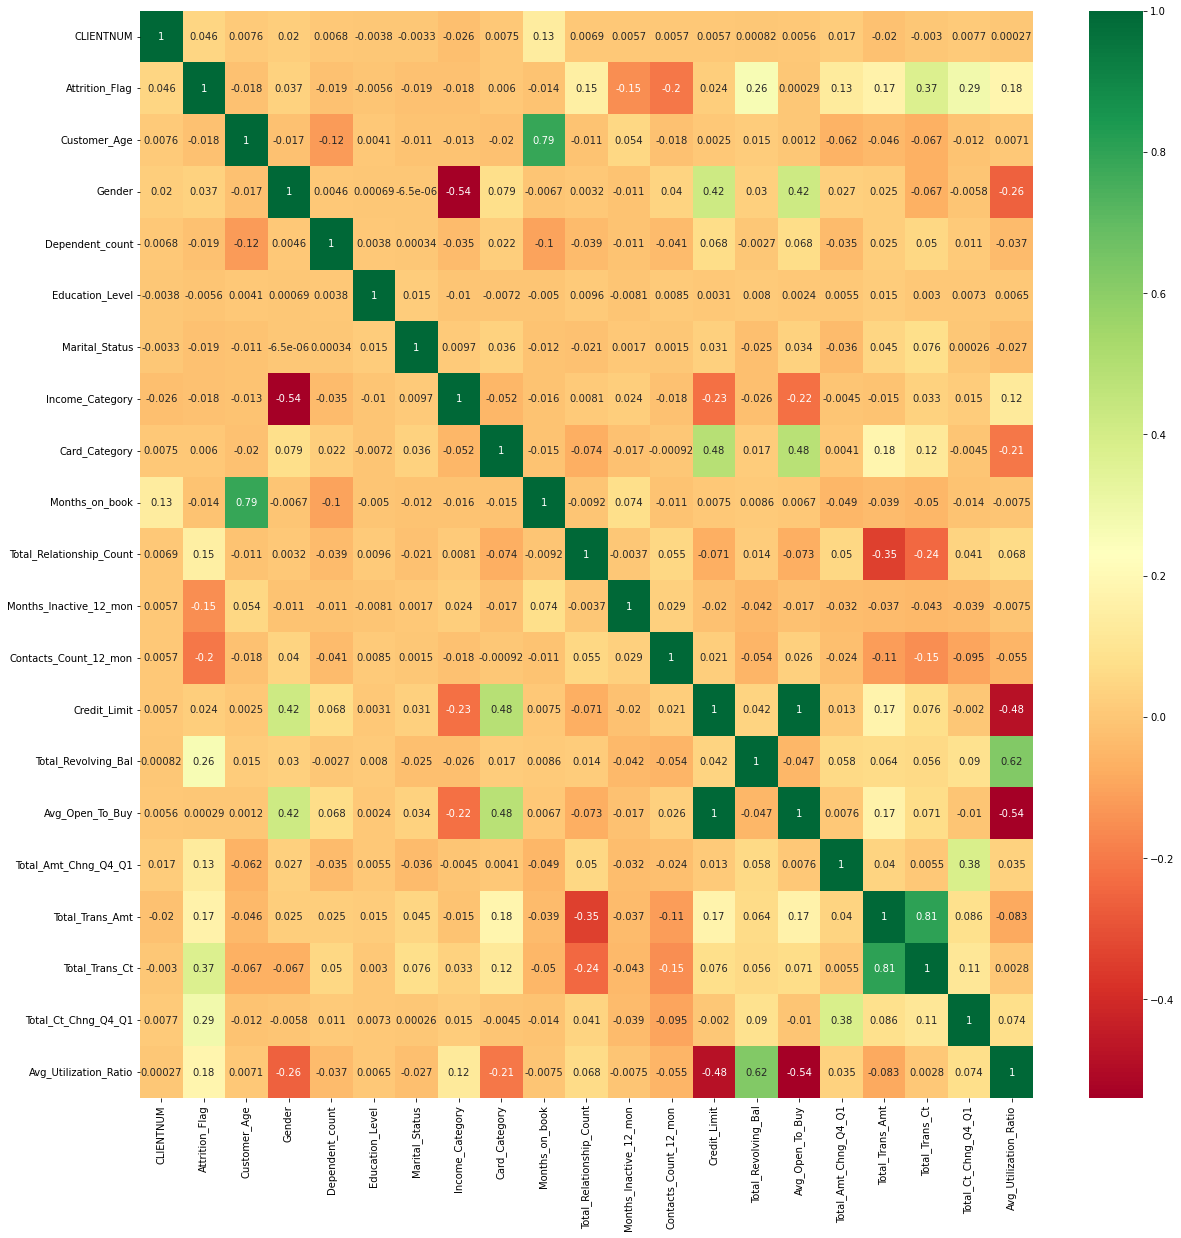 CLIENTNUM 1 0.046 0.0076 0.02 0.0068 -0.0038 -0.0033 -0.026 0.0075 0.13 0.0069 0.0057 0.0057 0.0057 0.00082 0.0056 0.017 -0.02 -0.003 0.0077 0.00027
Attrition_Flag 0.046 1 -0.018 0.037 -0.019 -0.0056 -0.019 -0.018 0.006 -0.014 0.15 -0.15 -0.2 0.024 0.26 0.00029 0.13 0.17 0.37 0.29 0.18
Customer_Age 0.0076 -0.018 1 -0.017 -0.12 0.0041 -0.011 -0.013 -0.02 0.79 -0.011 0.054 -0.018 0.0025 0.015 0.0012 -0.062 -0.046 -0.067 -0.012 0.0071
Gender 0.02 0.037 -0.017 1 0.0046 0.00069 -6.5e-06 -0.54 0.079 -0.0067 0.0032 -0.011 0.04 0.42 0.03 0.42 0.027 0.025 -0.067 -0.0058 -0.26
Dependent_count 0.0068 -0.019 -0.12 0.0046 1 0.0038 0.00034 -0.035 0.022 -0.1 -0.039 -0.011 -0.041 0.068 -0.0027 0.068 -0.035 0.025 0.05 0.011 -0.037
Education_Level -0.0038 -0.0056 0.0041 0.00069 0.0038 1 0.015 -0.01 -0.0072 -0.005 0.0096 -0.0081 0.0085 0.0031 0.008 0.0024 0.0055 0.015 0.003 0.0073 0.0065
Marital_Status -0.0033 -0.019 -0.011 -6.5e-06 0.00034 0.015 1 0.0097 0.036 -0.012 -0.021 0.0017 0.0015 0.031 -0.025 0.034 -0.036 0.045 0.076 0.00026 -0.027
Income_Category -0.026 -0.018 -0.013 -0.54 -0.035 -0.01 0.0097 1 -0.052 -0.016 0.0081 0.024 -0.018 -0.23 -0.026 -0.22 -0.0045 -0.015 0.033 0.015 0.12
Card_Category 0.0075 0.006 -0.02 0.079 0.022 -0.0072 0.036 -0.052 1 -0.015 -0.074 -0.017 -0.00092 0.48 0.017 0.48 0.0041 0.18 0.12 -0.0045 -0.21
Months_on_book 0.13 -0.014 0.79 -0.0067 -0.1 -0.005 -0.012 -0.016 -0.015 1 -0.0092 0.074 -0.011 0.0075 0.0086 0.0067 -0.049 -0.039 -0.05 -0.014 -0.0075
Total_Relationship_Count 0.0069 0.15 -0.011 0.0032 -0.039 0.0096 -0.021 0.0081 -0.074 -0.0092 1 -0.0037 0.055 -0.071 0.014 -0.073 0.05 -0.35 -0.24 0.041 0.068
Months_Inactive_12_mon 0.0057 -0.15 0.054 -0.011 -0.011 -0.0081 0.0017 0.024 -0.017 0.074 -0.0037 1 0.029 -0.02 -0.042 -0.017 -0.032 -0.037 -0.043 -0.039 -0.0075
Contacts_Count_12_mon 0.0057 -0.2 -0.018 0.04 -0.041 0.0085 0.0015 -0.018 -0.00092 -0.011 0.055 0.029 1 0.021 -0.054 0.026 -0.024 -0.11 -0.15 -0.095 -0.055
Credit_Limit 0.0057 0.024 0.0025 0.42 0.068 0.0031 0.031 -0.23 0.48 0.0075 -0.071 -0.02 0.021 1 0.042 1 0.013 0.17 0.076 -0.002 -0.48
Total_Revolving_Bal 0.00082 0.26 0.015 0.03 -0.0027 0.008 -0.025 -0.026 0.017 0.0086 0.014 -0.042 -0.054 0.042 1 -0.047 0.058 0.064 0.056 0.09 0.62
Avg_Open_To_Buy 0.0056 0.00029 0.0012 0.42 0.068 0.0024 0.034 -0.22 0.48 0.0067 -0.073 -0.017 0.026 1 -0.047 1 0.0076 0.17 0.071 -0.01 -0.54
Total_Amt_Chng_Q4_Q1 0.017 0.13 -0.062 0.027 -0.035 0.0055 -0.036 -0.0045 0.0041 -0.049 0.05 -0.032 -0.024 0.013 0.058 0.0076 1 0.04 0.0055 0.38 0.035
Total_Trans_Amt -0.02 0.17 -0.046 0.025 0.025 0.015 0.045 -0.015 0.18 -0.039 -0.35 -0.037 -0.11 0.17 0.064 0.17 0.04 1 0.81 0.086 -0.083
Total_Trans_Ct -0.003 0.37 -0.067 -0.067 0.05 0.003 0.076 0.033 0.12 -0.05 -0.24 -0.043 -0.15 0.076 0.056 0.071 0.0055 0.81 1 0.11 0.0028
Total_Ct_Chng_Q4_Q1 0.0077 0.29 -0.012 -0.0058 0.011 0.0073 0.00026 0.015 -0.0045 -0.014 0.041 -0.039 -0.095 -0.002 0.09 -0.01 0.38 0.086 0.11 1 0.074
Avg_Utilization_Ratio 0.00027 0.18 0.0071 -0.26 -0.037 0.0065 -0.027 0.12 -0.21 -0.0075 0.068 -0.0075 -0.055 -0.48 0.62 -0.54 0.035 -0.083 0.0028 0.074 1
CLIENTNUM
Attrition_Flag
Customer_Age
Gender
Dependent_count
Education_Level
Marital_Status
Income_Category
Card_Category
Months_on_book
Total_Relationship_Count
Months_Inactive_12_mon
Contacts_Count_12_mon
Credit_Limit
Total_Revolving_Bal
Avg_Open_To_Buy
Total_Amt_Chng_Q4_Q1
Total_Trans_Amt
Total_Trans_Ct
Total_Ct_Chng_Q4_Q1
Avg_Utilization_Ratio
1.0
0.8
0.6
0.4
0.2
0.0
−0.2
−0.4